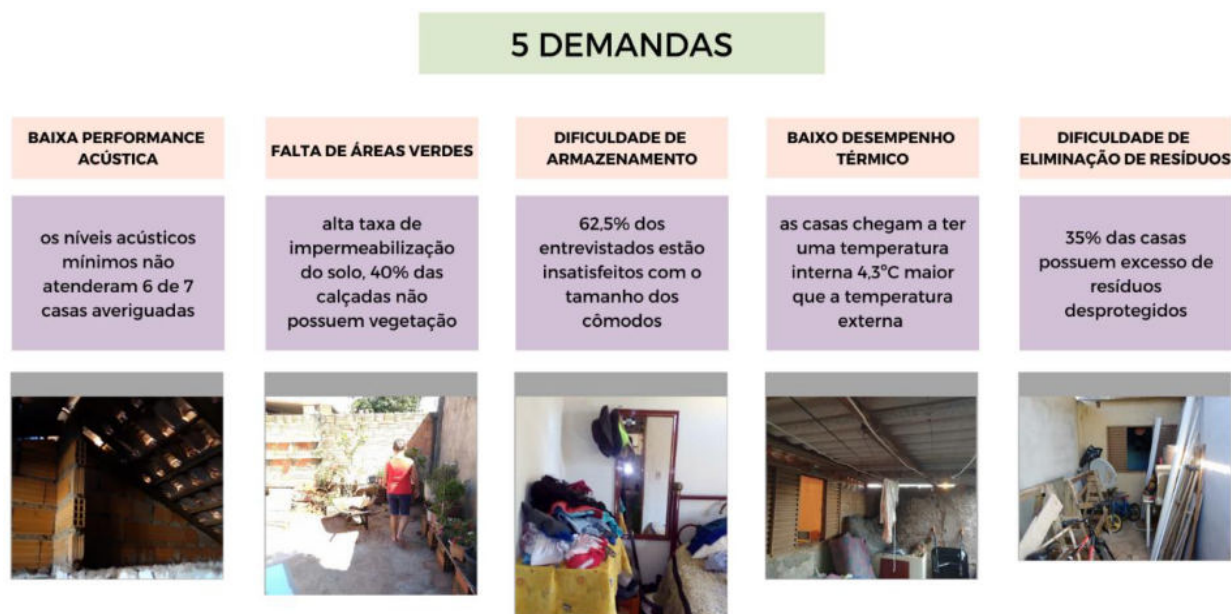 5 DEMANDAS
BAIXA PERFORMANCE
ACÚSTICA
os níveis acústicos
mínimos não
atenderam 6 de 7
casas averiguadas
FALTA DE ÁREAS VERDES
alta taxa de
impermeabilização
do solo, 40% das
calçadas não
possuem vegetação
DIFICULDADE DE
ARMAZENAMENTO
62,5% dos
entrevistados estão
insatisfeitos com o
tamanho dos
cômodos
BAIXO DESEMPENHO
TÉRMICO
as casas chegam a ter
uma temperatura
interna 4,3ºC maior
que a temperatura
externa
DIFICULDADE DE
ELIMINAÇÃO DE RESÍDUOS
35% das casas
possuem excesso de
resíduos
desprotegidos